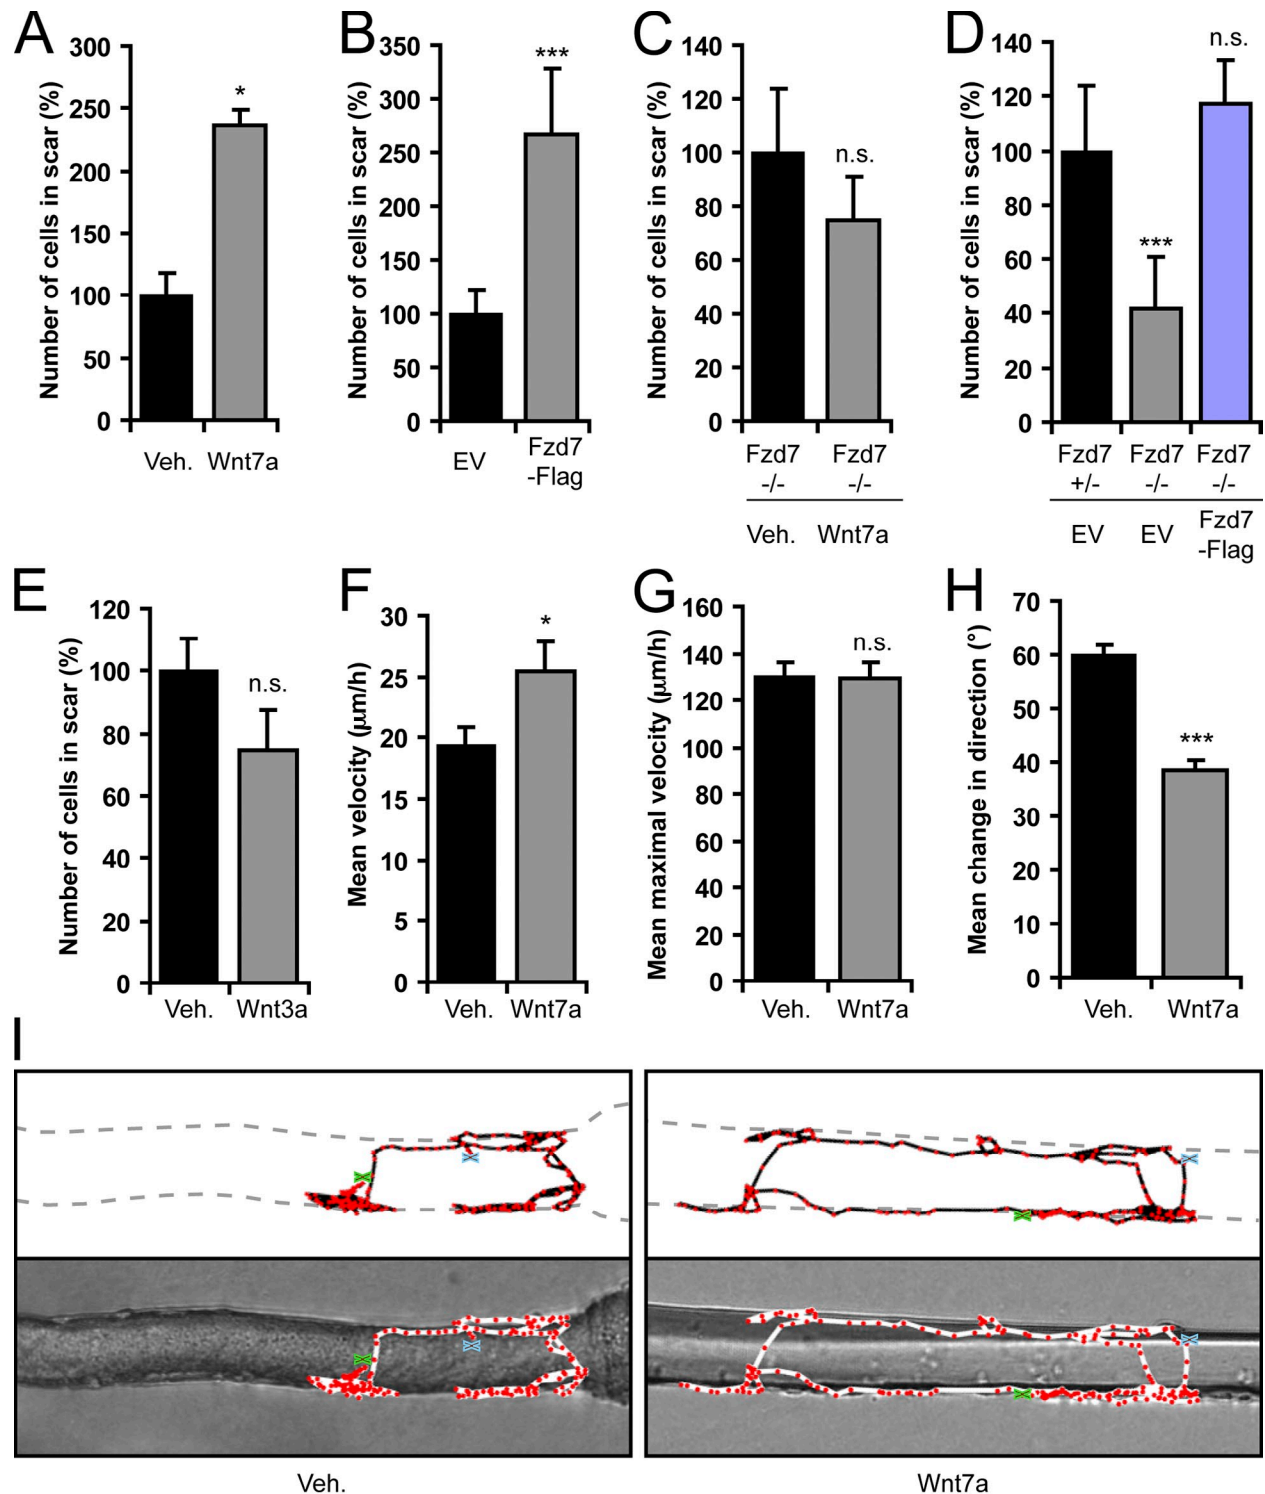 A
Number of cells in scar (%)
300
250
200
150
100
50
0
*
Veh. Wnt7a
B
Number of cells in scar (%)
350
300
250
200
150
100
50
0
***
EV
Fzd7
-Flag
C
Number of cells in scar (%)
140
120
100
80
60
40
20
0
n.s.
Fzd7 Fzd7
-/- -/-
Veh. Wnt7a
D
Number of cells in scar (%)
140
120
100
80
60
40
20
0
***
n.s.
Fzd7 Fzd7 Fzd7
+/- -/- -/-
EV EV Fzd7
-Flag
E
Number of cells in scar (%)
120
100
80
60
40
20
0
n.s.
Veh. Wnt3a
F
Mean velocity (μm/h)
30
25
20
15
10
5
0
*
Veh. Wnt7a
G
Mean maximal velocity (μm/h)
160
140
130
120
100
80
60
40
20
0
n.s.
Veh. Wnt7a
H
Mean change in direction (°)
70
60
50
40
30
20
10
0
***
Veh. Wnt7a
I
Veh.
Wnt7a